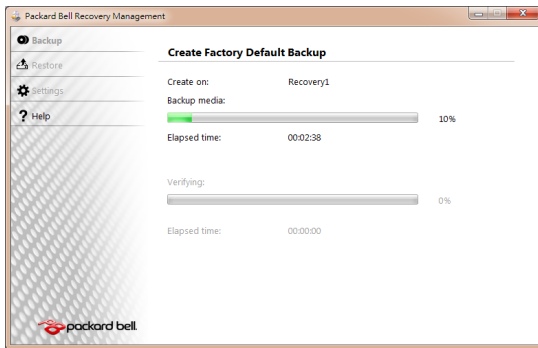 Packard Bell Recovery Management
Backup
Restore
Settings
? Help
Create Factory Default Backup
Create on: Recovery1
Backup media:
10%
Elapsed time: 00:02:38
Verifying:
0%
Elapsed time: 00:00:00
packard bell.